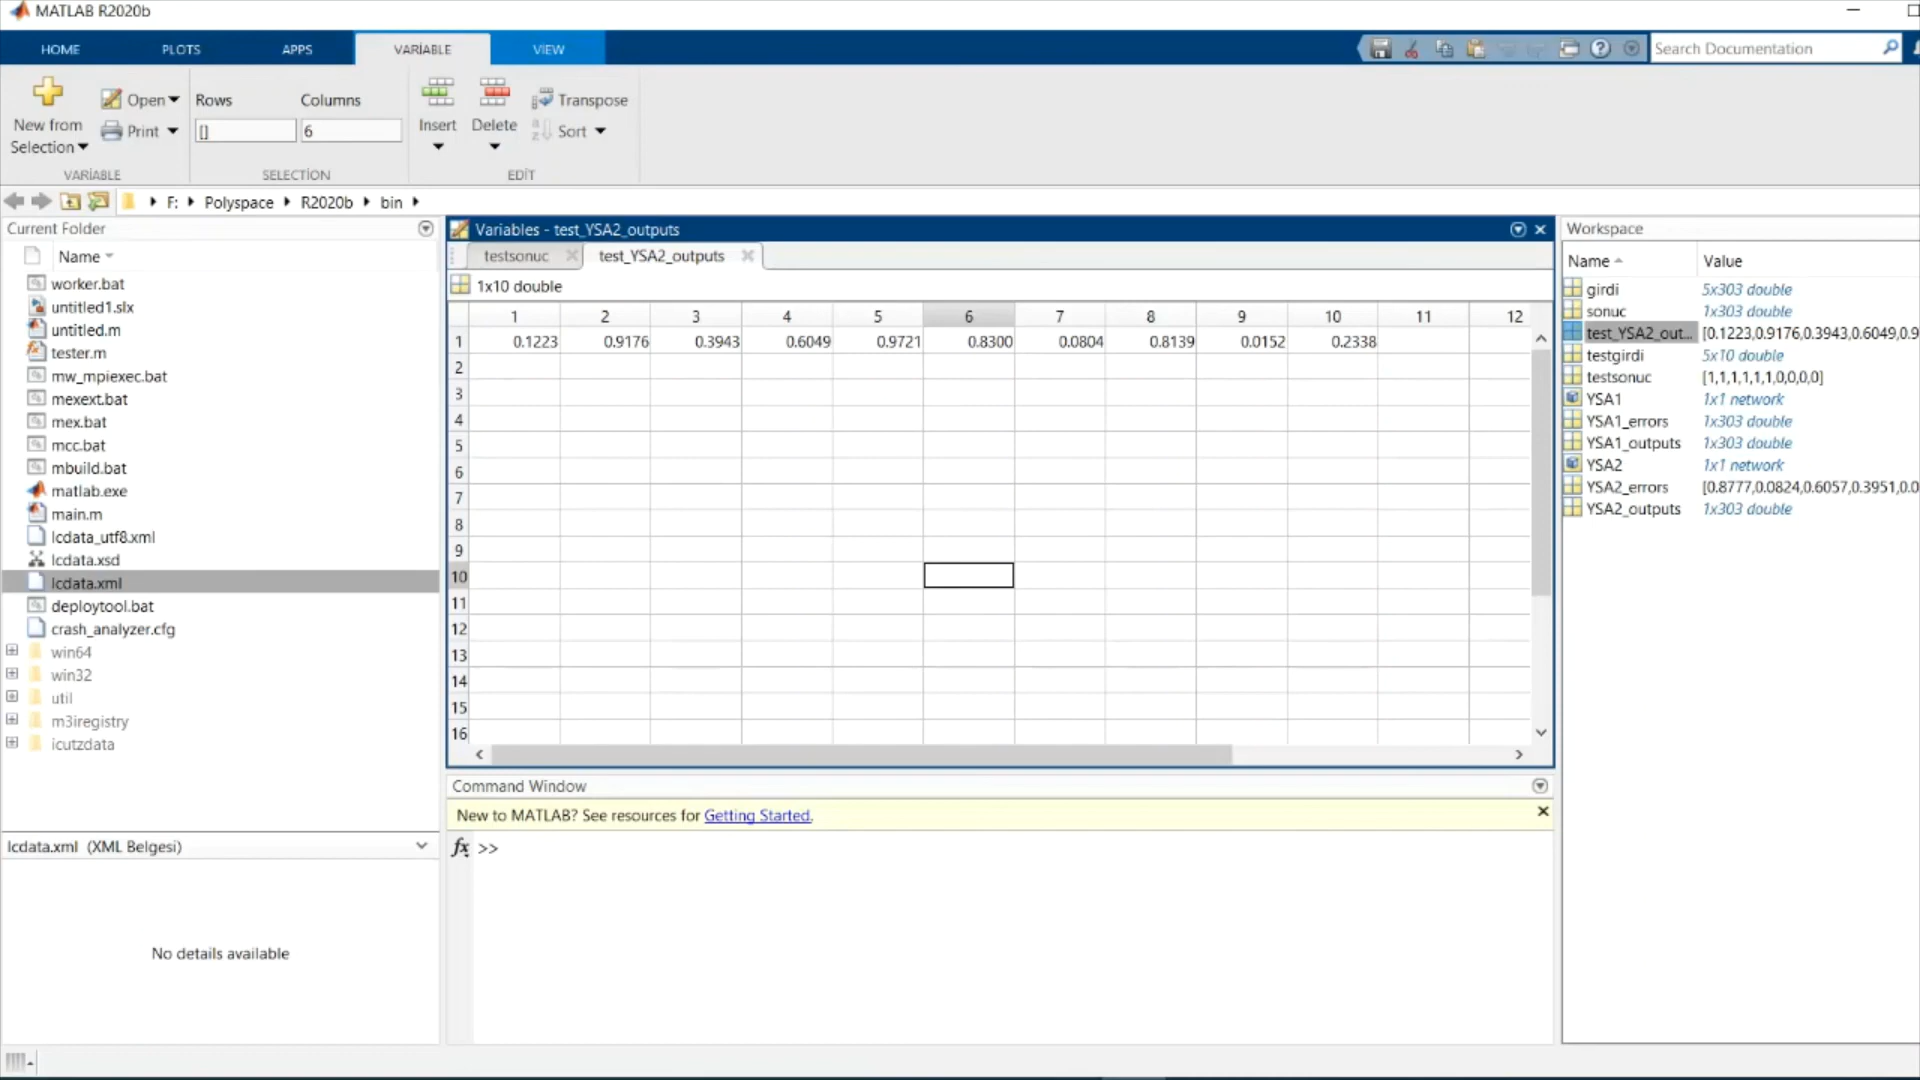 MATLAB R2020b
HOME PLOTS APPS VARİABLE VIEW
Search Documentation
New from Selection
Open
Print
Rows Columns
[] 6
Insert
Delete
Transpose
Sort
VARİABLE SELECTİON EDİT
F: Polyspace R2020b bin
Current Folder
Name
worker.bat
untitled1.slx
untitled.m
tester.m
mw_mpiexec.bat
mexext.bat
mex.bat
mcc.bat
mbuild.bat
matlab.exe
main.m
lcdata_utf8.xml
lcdata.xsd
lcdata.xml
deploytool.bat
crash_analyzer.cfg
win64
win32
util
m3iregistry
icutzdata
lcdata.xml (XML Belgesi)
No details available
Variables - test_YSA2_outputs
testsonuc test_YSA2_outputs
1x10 double
1 2 3 4 5 6 7 8 9 10 11 12
1 0.1223 0.9176 0.3943 0.6049 0.9721 0.8300 0.0804 0.8139 0.0152 0.2338
2
3
4
5
6
7
8
9
10
11
12
13
14
15
16
Command Window
New to MATLAB? See resources for Getting Started.
fx >>
Workspace
Name Value
girdi 5x303 double
sonuc 1x303 double
test_YSA2_out... [0.1223,0.9176,0.3943,0.6049,0.9
testgirdi 5x10 double
testsonuc [1,1,1,1,1,1,0,0,0,0]
YSA1 1x1 network
YSA1_errors 1x303 double
YSA1_outputs 1x303 double
YSA2 1x1 network
YSA2_errors [0.8777,0.0824,0.6057,0.3951,0.0
YSA2_outputs 1x303 double